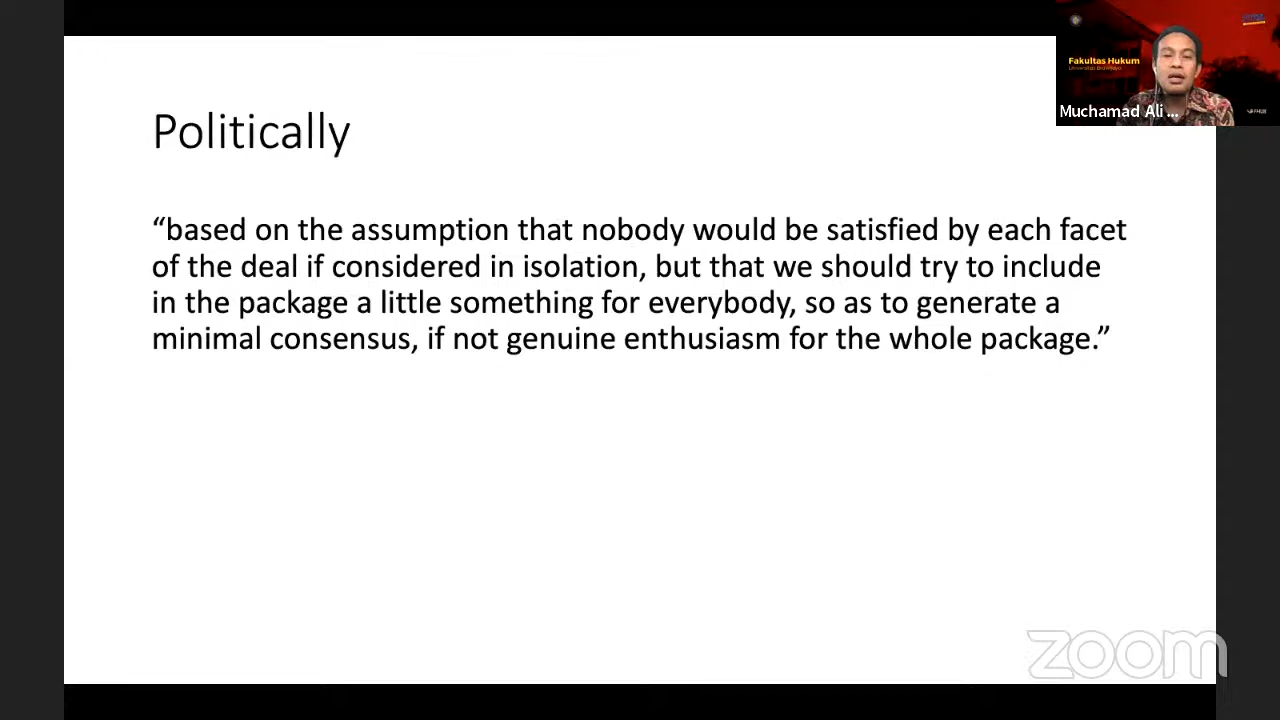 Politically
“based on the assumption that nobody would be satisfied by each facet
of the deal if considered in isolation, but that we should try to include
in the package a little something for everybody, so as to generate a
minimal consensus, if not genuine enthusiasm for the whole package.”
Fakultas Hukum
Universitas Brawijaya
Muchamad Ali ...
zoom